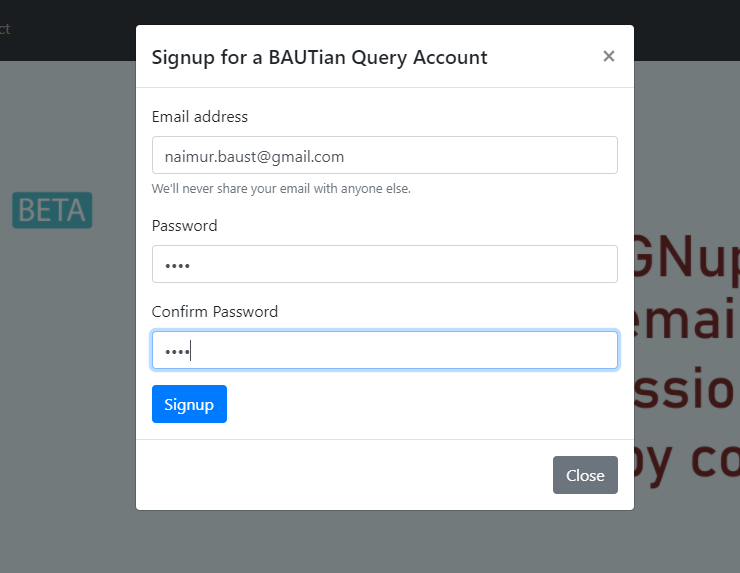 ct
Signup for a BAUTian Query Account
×
Email address
naimur.baust@gmail.com
We'll never share your email with anyone else.
BETA
Password
••••
GNup
Confirm Password
email
••••
ssio
Signup
by co
Close